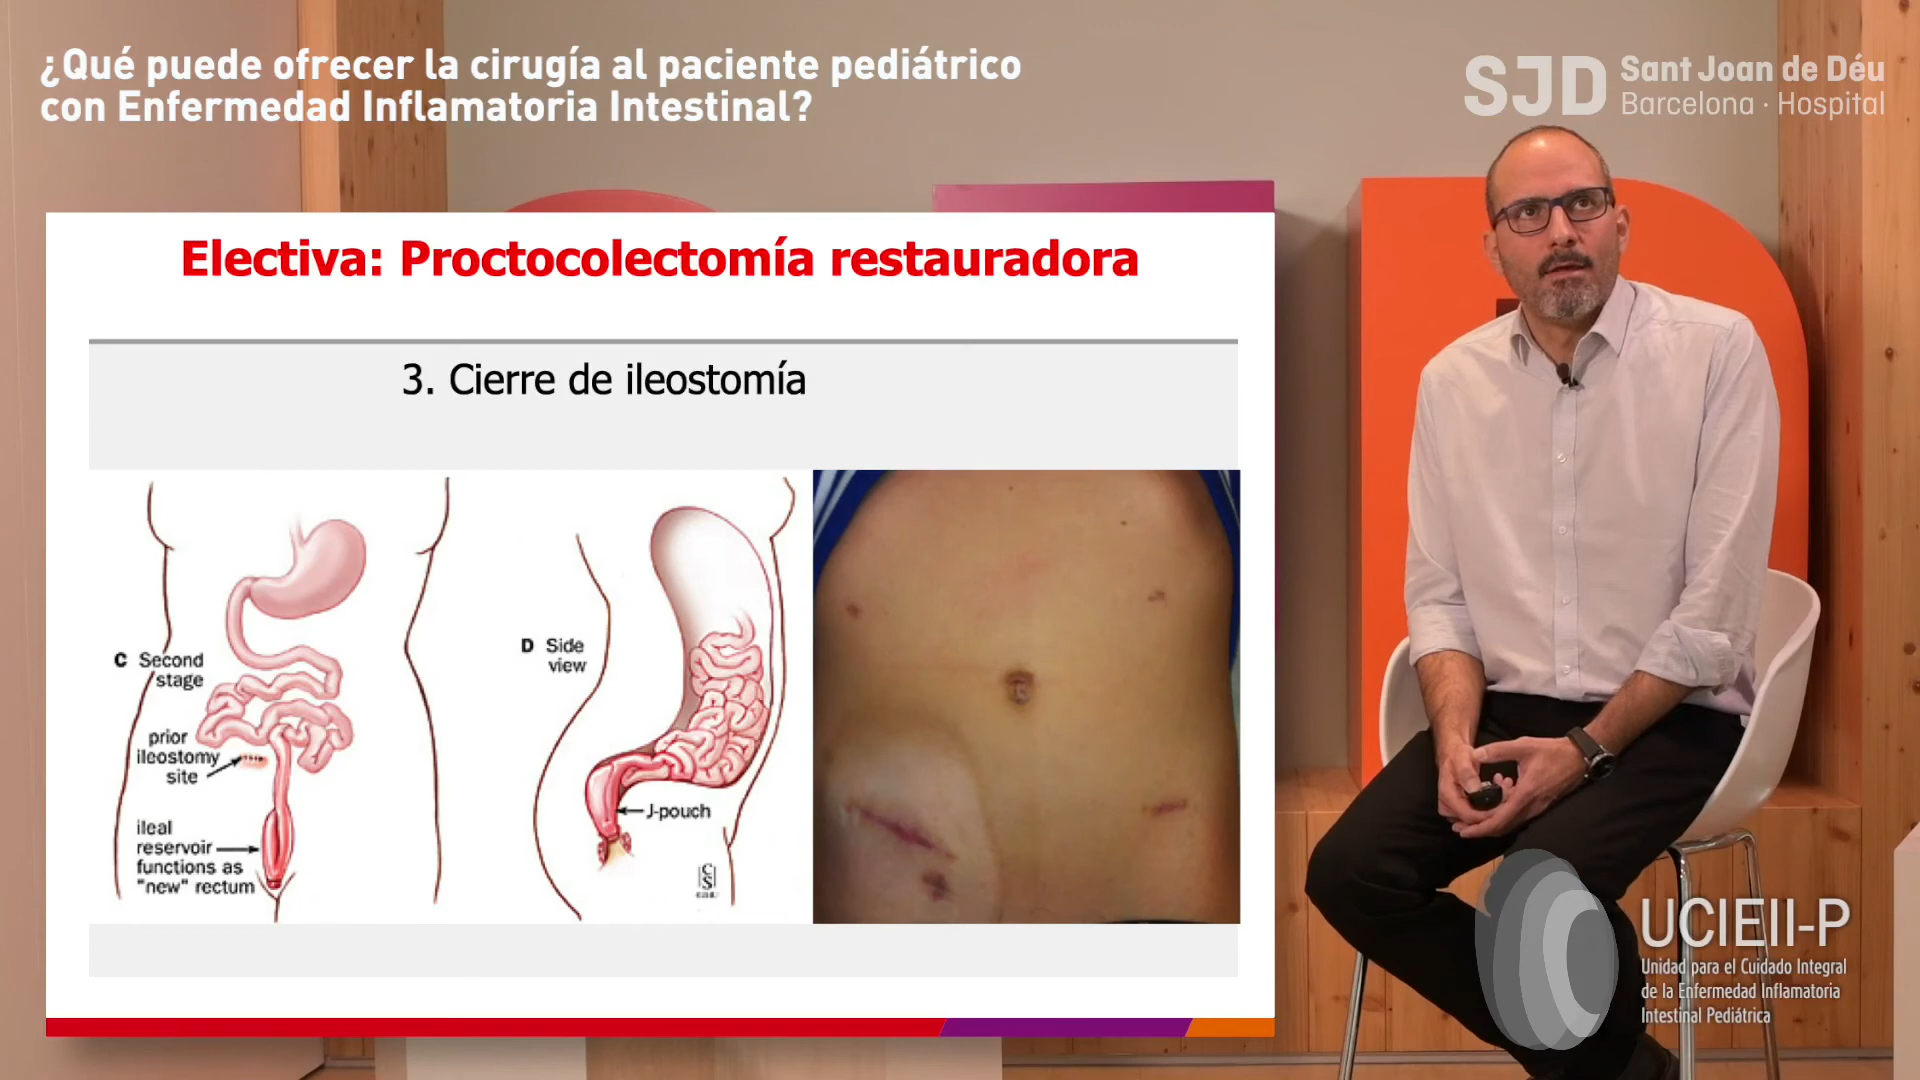 ¿Qué puede ofrecer la cirugía al paciente pediátrico
con Enfermedad Inflamatoria Intestinal?
SJD
Sant Joan de Déu
Barcelona · Hospital
Electiva: Proctocolectomía restauradora
3. Cierre de ileostomía
C Second
stage
prior
ileostomy
site
ileal
reservoir
functions as
"new" rectum
D Side
view
J-pouch
UCIEII-P
Unidad para el Cuidado Integral
de la Enfermedad Inflamatoria
Intestinal Pediátrica